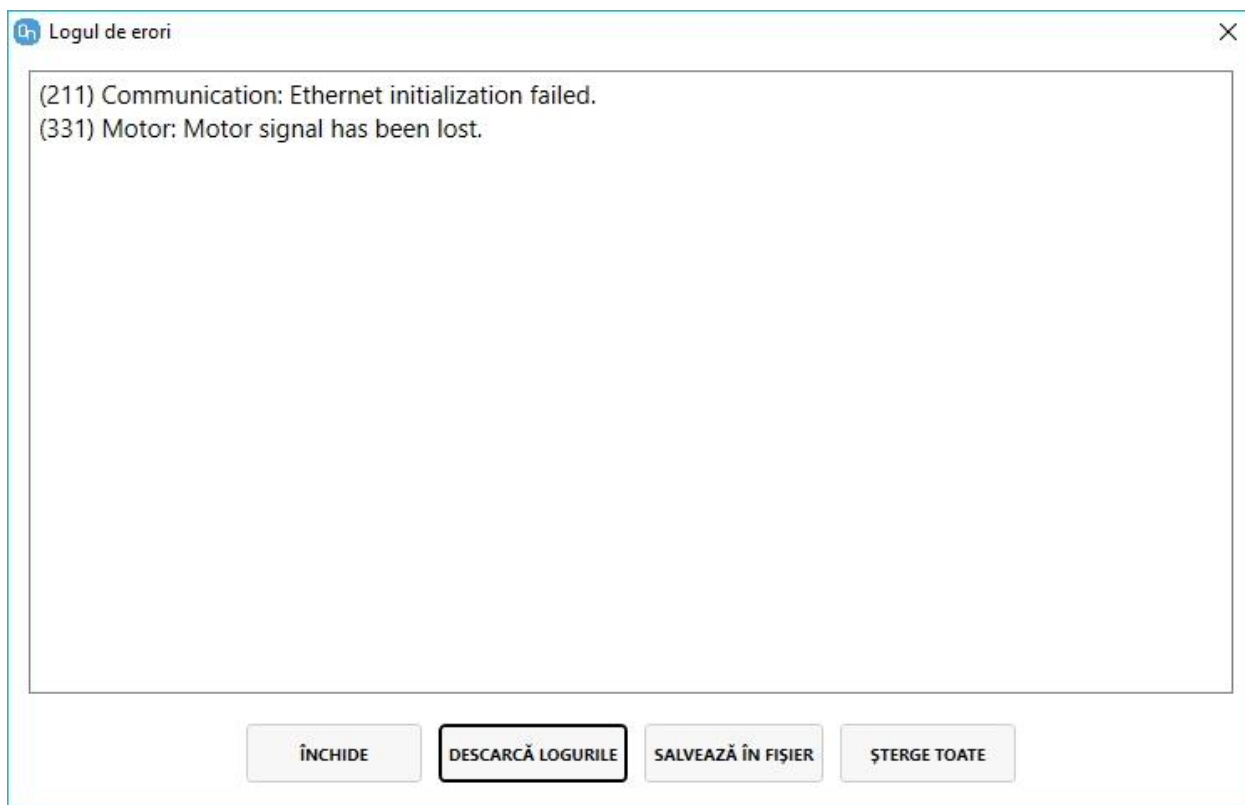 Logul de erori
(211) Communication: Ethernet initialization failed.
(331) Motor: Motor signal has been lost.
ÎNCHIDE
DESCARCĂ LOGURILE
SALVEAZĂ ÎN FIȘIER
ȘTERGE TOATE